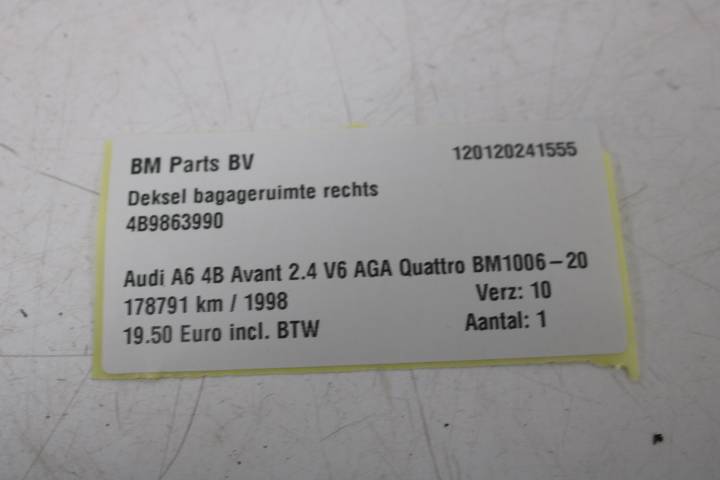 BM Parts BV 120120241555
Deksel bagageruimte rechts
4B9863990
Audi A6 4B Avant 2.4 V6 AGA Quattro BM1006-20
178791 km / 1998 Verz: 10
19.50 Euro incl. BTW Aantal: 1